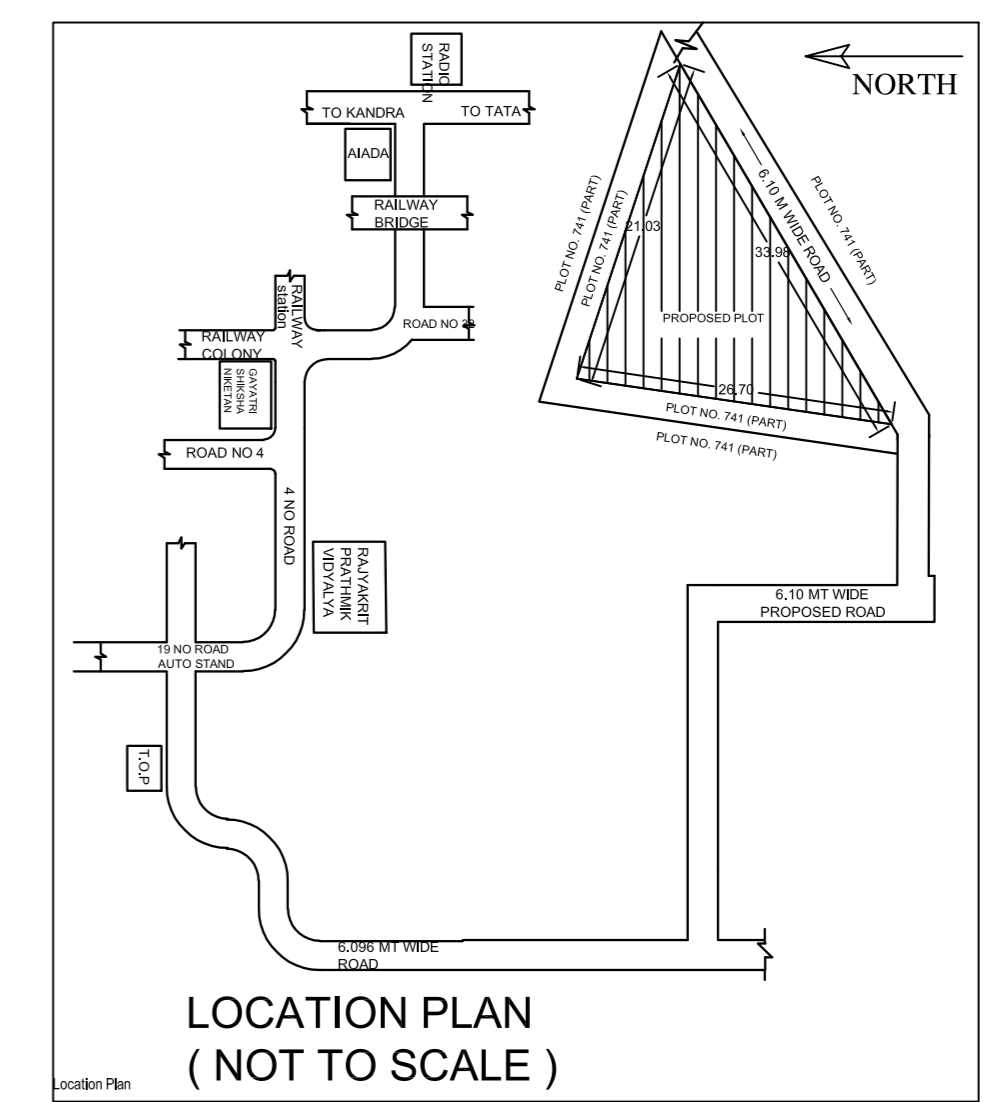 RADIO
STATION
NORTH
TO KANDRA
TO TATA
AIADA
RAILWAY
BRIDGE
PLOT NO. 741 (PART)
PLOT NO. 741 (PART)
21.03
6.10 M WIDE ROAD
PLOT NO. 741 (PART)
33.98
PROPOSED PLOT
26.70
PLOT NO. 741 (PART)
PLOT NO. 741 (PART)
RAILWAY
station
ROAD NO
RAILWAY
COLONY
GAYATRI
SHIKSHA
NIKETAN
ROAD NO 4
4 NO ROAD
RAJYAKRIT
PRATHMIK
VIDYALYA
6.10 MT WIDE
PROPOSED ROAD
19 NO ROAD
AUTO STAND
T.O.P
6.096 MT WIDE
ROAD
LOCATION PLAN
( NOT TO SCALE )
Location Plan